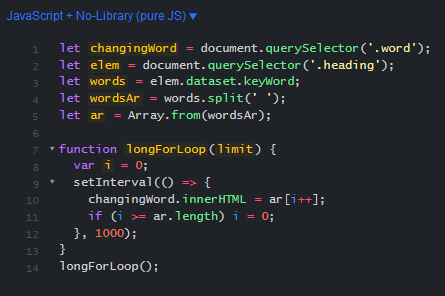 JavaScript + No-Library (pure JS) ▼
1 let changingWord = document.querySelector('.word');
2 let elem = document.querySelector('.heading');
3 let words = elem.dataset.keyWord;
4 let wordsAr = words.split(' ');
5 let ar = Array.from(wordsAr);
6
7 ▼ function longForLoop(limit) {
8   var i = 0;
9 ▼   setInterval(() => {
10     changingWord.innerHTML = ar[i++];
11     if (i >= ar.length) i = 0;
12   }, 1000);
13 }
14 longForLoop();